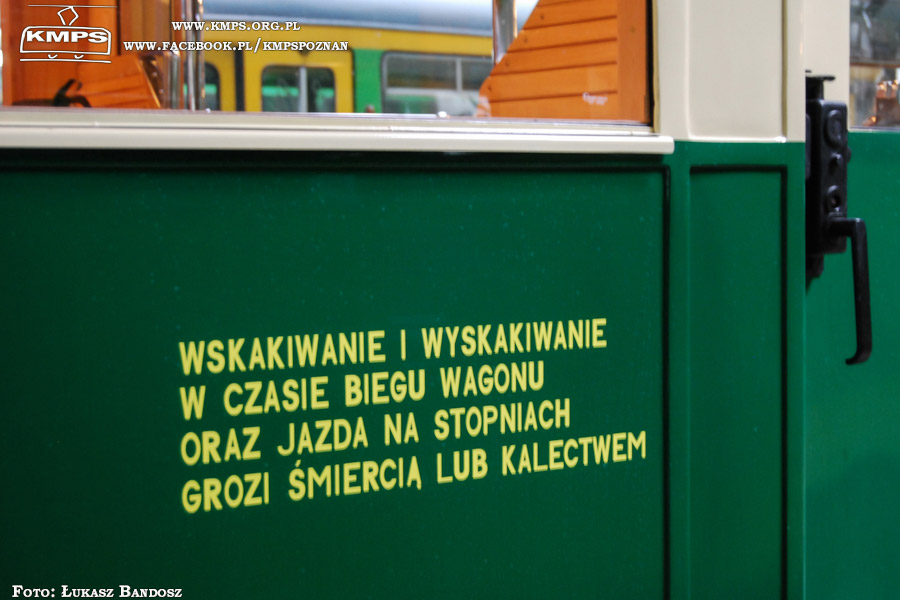 KMPS
www.kmps.org.pl
www.facebook.pl/kmpspoznan
WSKAKIWANIE I WYSKAKIWANIE
W CZASIE BIEGU WAGONU
ORAZ JAZDA NA STOPNIACH
GROZI ŚMIERCIĄ LUB KALECTWEM
Foto: Łukasz Bandosz